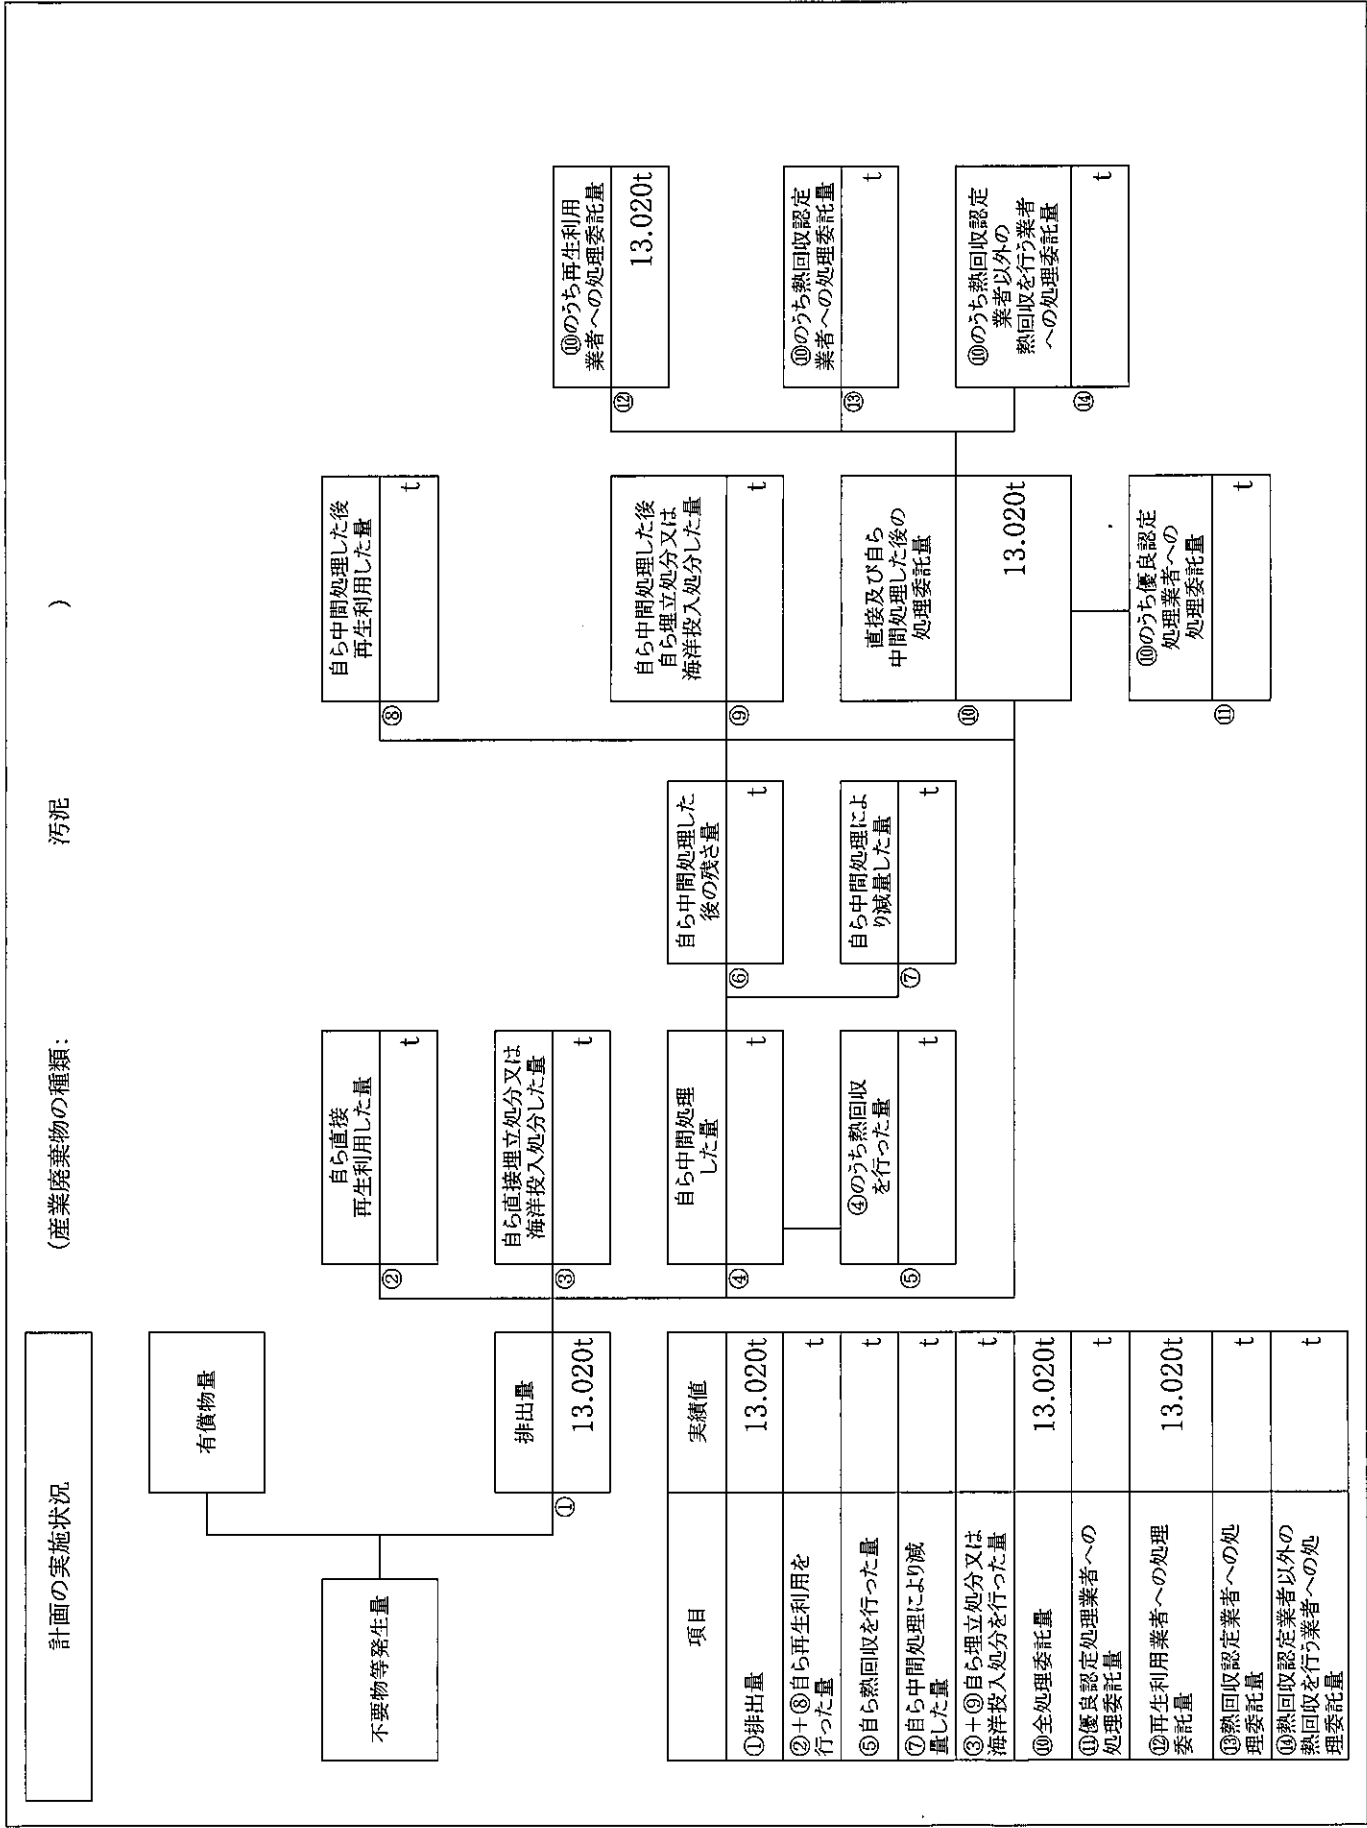 計画の実施状況
(産業廃棄物の種類:
汚泥
)
不要物等発生量
有償物量
①
排出量
13.020t
②
自ら直接
再生利用した量
t
③
自ら直接埋立処分又は
海洋投入処分した量
t
④
自ら中間処理
した量
t
⑤
④のうち熱回収
を行った量
t
⑥
自ら中間処理した
後の残さ量
t
⑦
自ら中間処理によ
り減量した量
t
⑧
自ら中間処理した後
再生利用した量
t
⑨
自ら中間処理した後
自ら埋立処分又は
海洋投入処分した量
t
⑩
直接及び自ら
中間処理した後の
処理委託量
13.020t
⑪
⑩のうち優良認定
処理業者への
処理委託量
t
⑫
⑩のうち再生利用
業者への処理委託量
13.020t
⑬
⑩のうち熱回収認定
業者への処理委託量
t
⑭
⑩のうち熱回収認定
業者以外の
熱回収を行う業者
への処理委託量
t
項目
実績値
①排出量
13.020t
②+⑧自ら再生利用を
行った量
t
⑤自ら熱回収を行った量
t
⑦自ら中間処理により減
量した量
t
③+⑨自ら埋立処分又は
海洋投入処分を行った量
t
⑩全処理委託量
13.020t
⑪優良認定処理業者への
処理委託量
t
⑫再生利用業者への処理
委託量
13.020t
⑬熱回収認定業者への処
理委託量
t
⑭熱回収認定業者以外の
熱回収を行う業者への処
理委託量
t